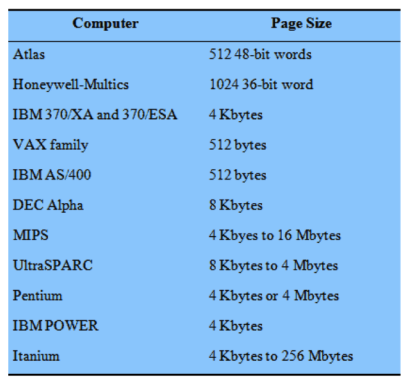 Computer Page Size
Atlas 512 48-bit words
Honeywell-Multics 1024 36-bit word
IBM 370/XA and 370/ESA 4 Kbytes
VAX family 512 bytes
IBM AS/400 512 bytes
DEC Alpha 8 Kbytes
MIPS 4 Kbyes to 16 Mbytes
UltraSPARC 8 Kbytes to 4 Mbytes
Pentium 4 Kbytes or 4 Mbytes
IBM POWER 4 Kbytes
Itanium 4 Kbytes to 256 Mbytes